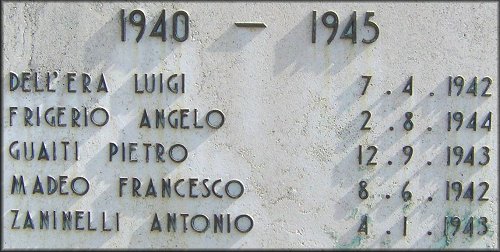 1940 — 1945
DELL'ERA LUIGI 7.4.1942
FRIGERIO ANGELO 2.8.1944
GUAITI PIETRO 12.9.1943
MADEO FRANCESCO 8.6.1942
ZANINELLI ANTONIO 4.1.1943